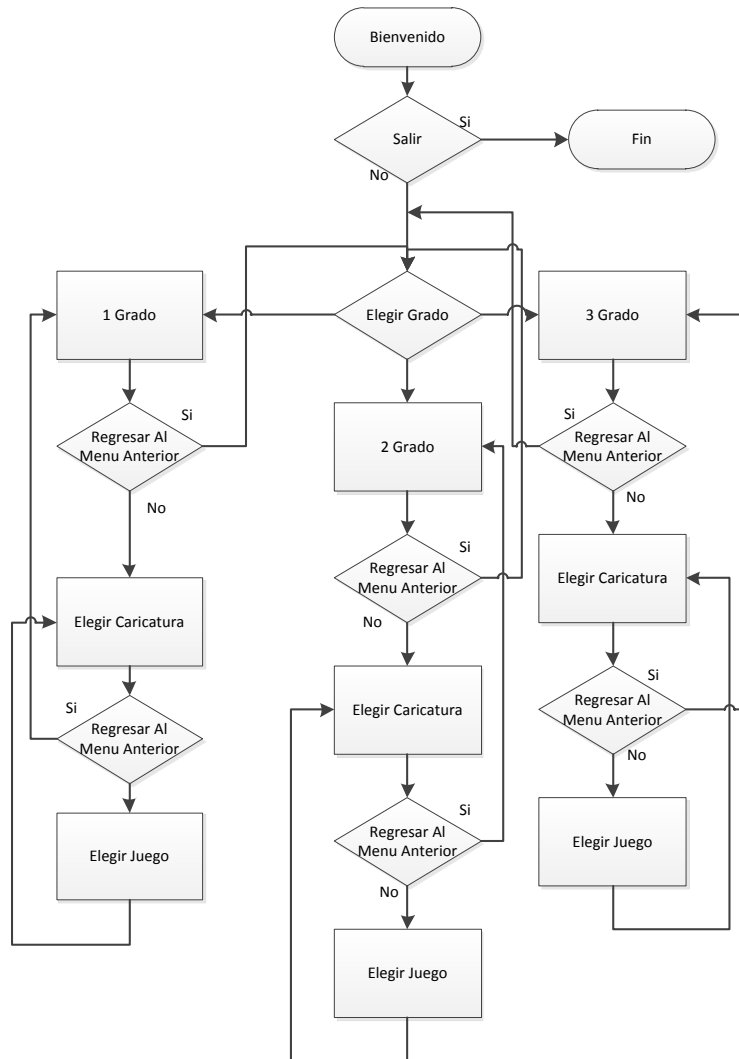 Bienvenido
Salir
Si
Fin
No
Elegir Grado
1 Grado
Regresar Al
Menu Anterior
Si
No
Elegir Caricatura
Regresar Al
Menu Anterior
Si
Elegir Juego
2 Grado
Regresar Al
Menu Anterior
Si
No
Elegir Caricatura
Regresar Al
Menu Anterior
Si
No
Elegir Juego
3 Grado
Regresar Al
Menu Anterior
Si
No
Elegir Caricatura
Regresar Al
Menu Anterior
Si
No
Elegir Juego